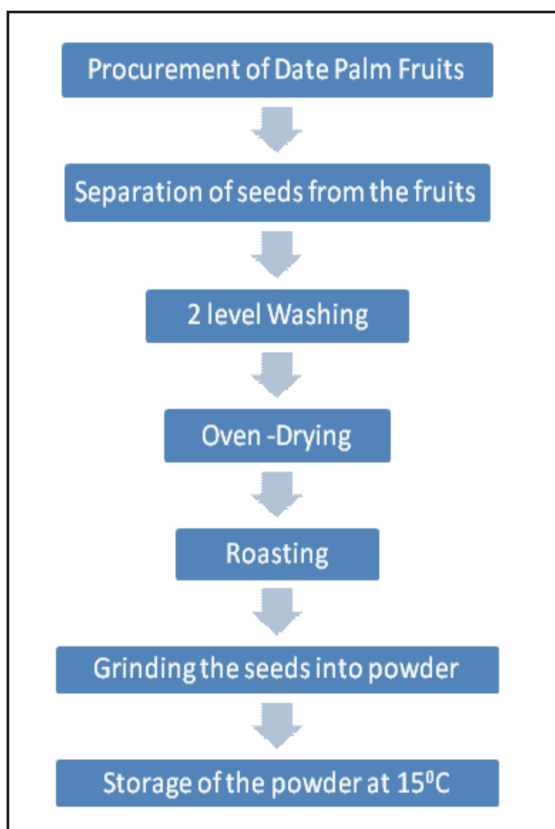 Procurement of Date Palm Fruits
Separation of seeds from the fruits
2 level Washing
Oven -Drying
Roasting
Grinding the seeds into powder
Storage of the powder at 15⁰C